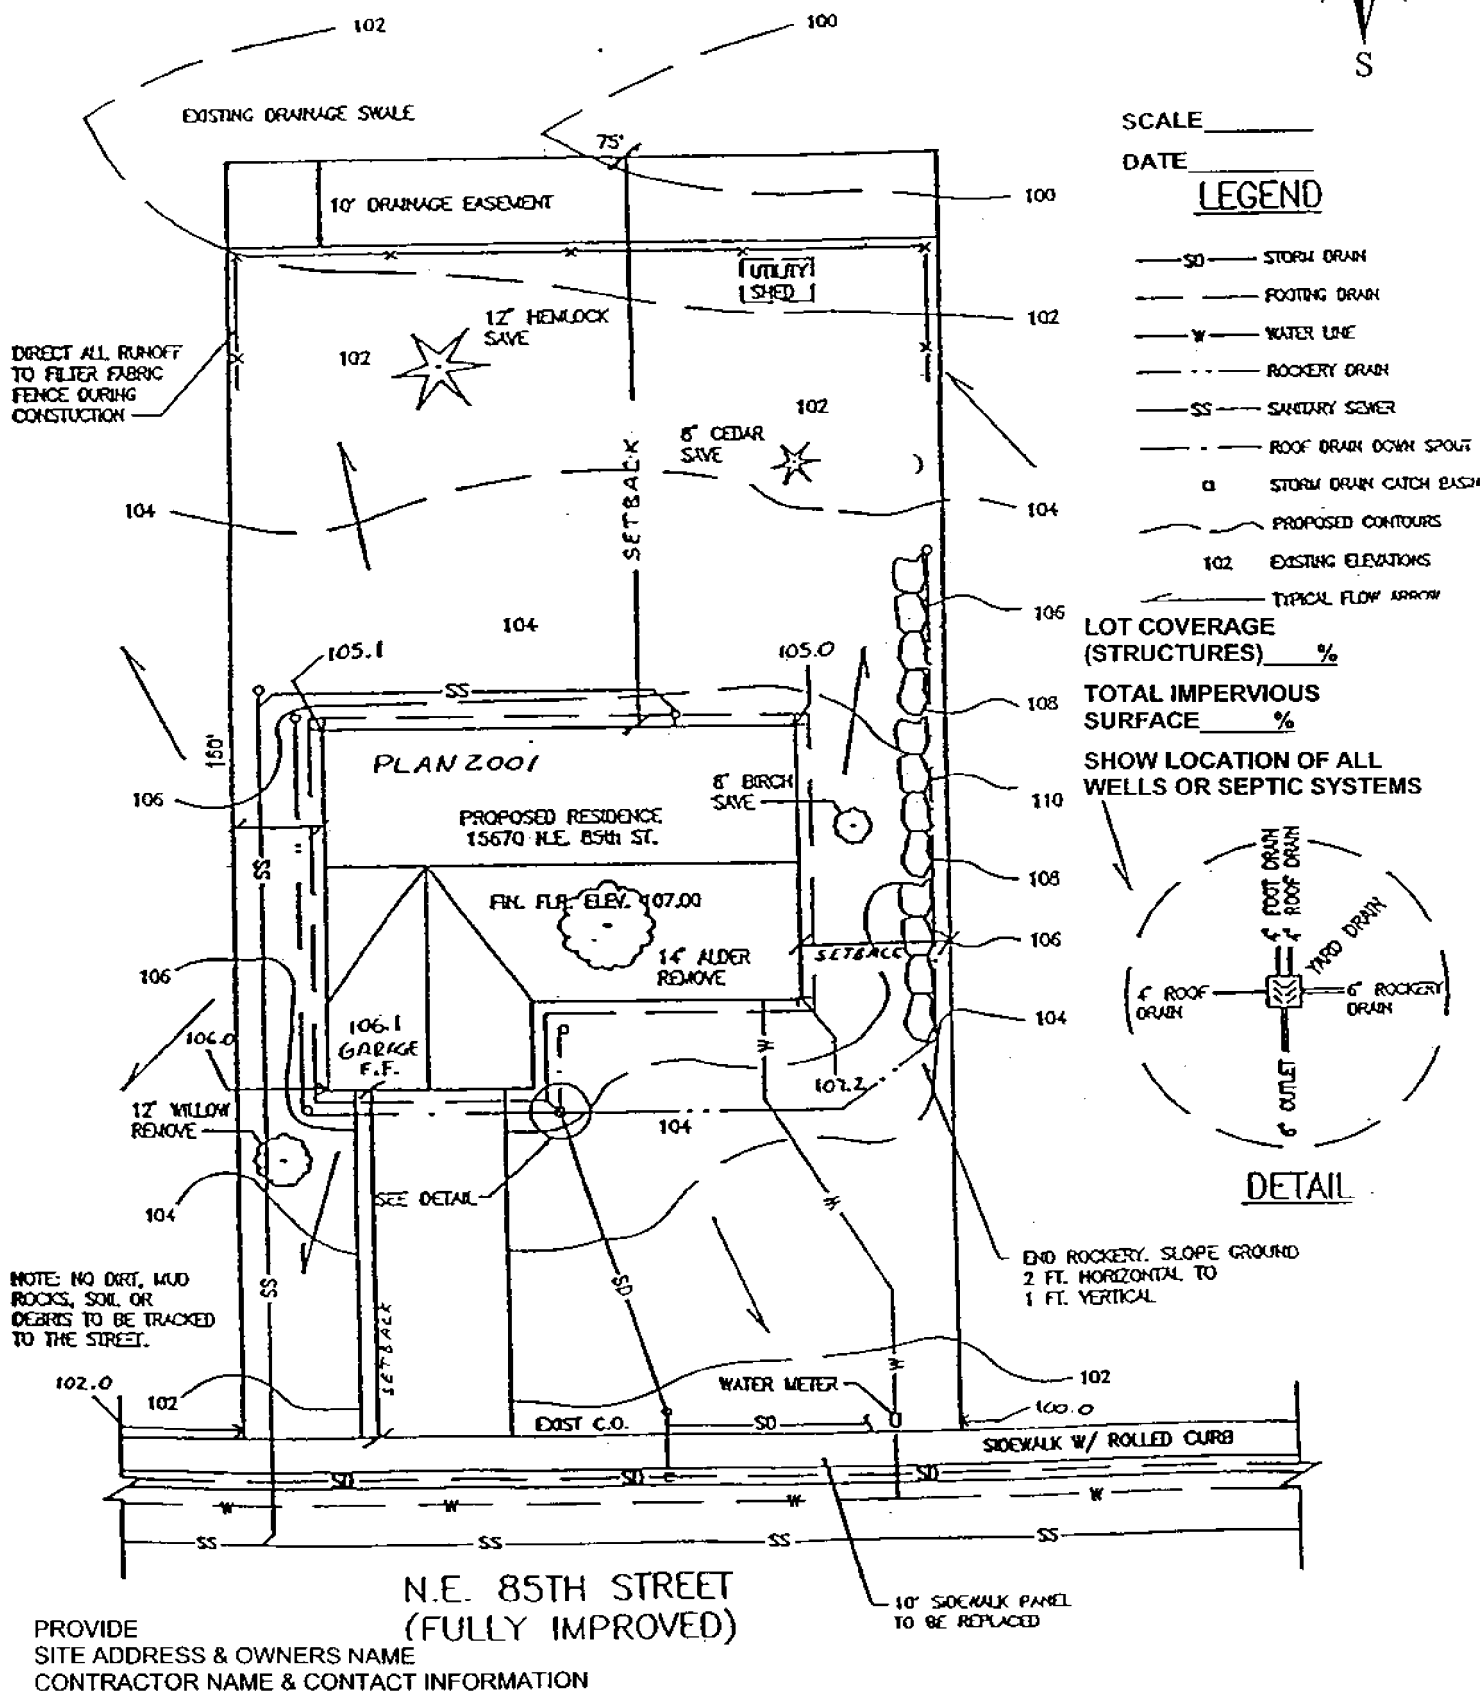 102
100
S
EXISTING DRAINAGE SWALE
75'
SCALE
DATE
10' DRAINAGE EASEMENT
100
LEGEND
SD STORM DRAIN
FOOTING DRAIN
W WATER LINE
ROCKERY DRAIN
SS SANITARY SEWER
ROOF DRAIN DOWN SPOUT
STORM DRAIN CATCH BASIN
PROPOSED CONTOURS
102 EXISTING ELEVATIONS
TYPICAL FLOW ARROW
UTILITY
SHED
102
12" HEMLOCK
SAVE
DIRECT ALL RUNOFF
TO FILTER FABRIC
FENCE DURING
CONSTUCTION
102
102
8" CEDAR
SAVE
SETBACK
104
104
106
104
LOT COVERAGE
(STRUCTURES) %
TOTAL IMPERVIOUS
SURFACE %
SHOW LOCATION OF ALL
WELLS OR SEPTIC SYSTEMS
105.1
105.0
SS
108
150'
PLAN 2001
8" BIRCH
SAVE
106
110
PROPOSED RESIDENCE
15670 N.E. 85th ST.
SS
108
FIN. FLR. ELEV. 107.00
14" ALDER
REMOVE
SETBACK
106
106
4" FOOT DRAIN
4" ROOF DRAIN
YARD DRAIN
4" ROOF
DRAIN
6" ROCKERY
DRAIN
6" OUTLET
DETAIL
104
106.0
106.1
GARAGE
F.F.
W
107.2
12" WILLOW
REMOVE
104
SEE DETAIL
W
104
END ROCKERY. SLOPE GROUND
2 FT. HORIZONTAL TO
1 FT. VERTICAL
NOTE: NO DIRT, MUD
ROCKS, SOIL OR
DEBRIS TO BE TRACKED
TO THE STREET.
SS
SD
SETBACK
W
102.0
102
WATER METER
102
100.0
EXIST C.O.
SD
SIDEWALK W/ ROLLED CURB
SD SD SD
W W W W
SS SS SS SS
N.E. 85TH STREET
(FULLY IMPROVED)
10' SIDEWALK PANEL
TO BE REPLACED
PROVIDE
SITE ADDRESS & OWNERS NAME
CONTRACTOR NAME & CONTACT INFORMATION